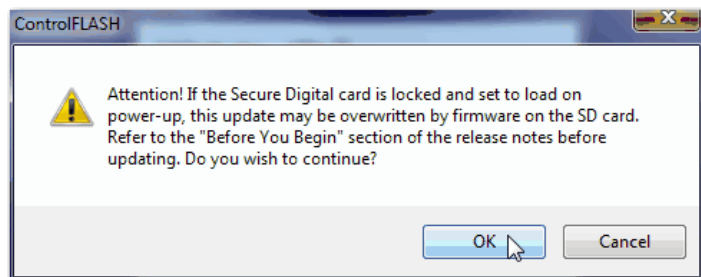 ControlFLASH
Attention! If the Secure Digital card is locked and set to load on
power-up, this update may be overwritten by firmware on the SD card.
Refer to the "Before You Begin" section of the release notes before
updating. Do you wish to continue?
OK
Cancel